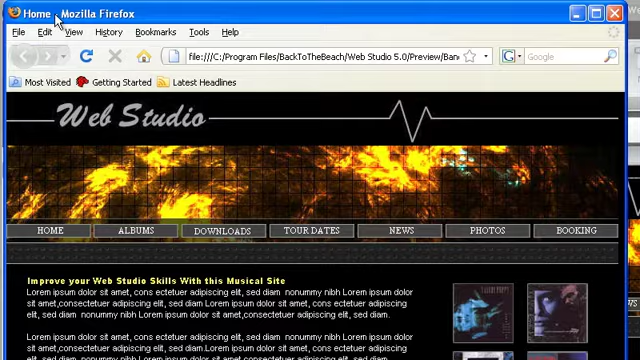 Home - Mozilla Firefox
File Edit View History Bookmarks Tools Help
file:///C:/Program Files/BackToTheBeach/Web Studio 5.0/Preview/Ban
Google
Most Visited Getting Started Latest Headlines
Web Studio
HOME ALBUMS DOWNLOADS TOUR DATES NEWS PHOTOS BOOKING
Improve your Web Studio Skills With this Musical Site
Lorem ipsum dolor sit amet, cons ectetuer adipiscing elit, sed diam nonummy nibh Lorem ipsum dolor
sit amet,consectetuer adipiscing elit, sed diam.Lorem ipsum dolor sit amet, cons ectetuer adipiscing
elit, sed diam nonummy nibh Lorem ipsum dolor sit amet,consectetuer adipiscing elit, sed diam.
Lorem ipsum dolor sit amet, cons ectetuer adipiscing elit, sed diam nonummy nibh Lorem ipsum dolor
sit amet,consectetuer adipiscing elit, sed diam.Lorem ipsum dolor sit amet, cons ectetuer adipiscing